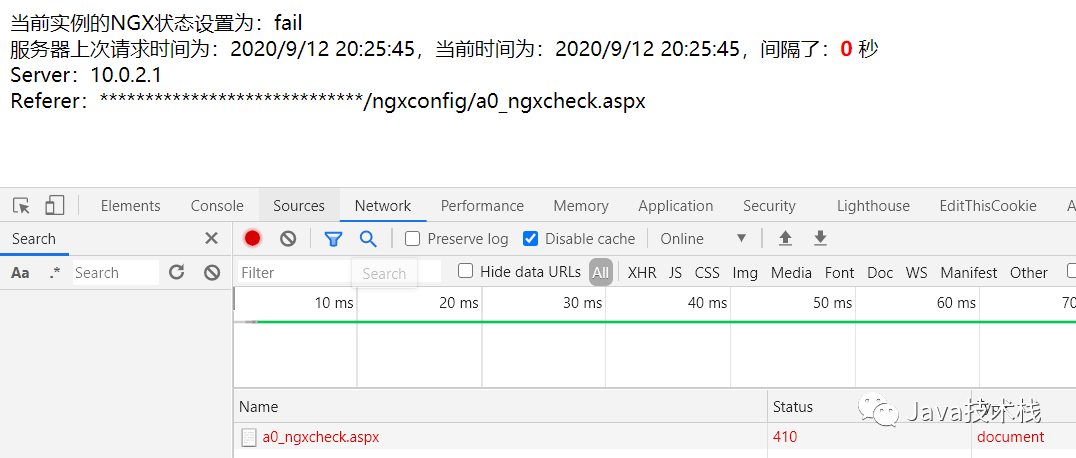 当前实例的NGX状态设置为：fail
服务器上次请求时间为：2020/9/12 20:25:45，当前时间为：2020/9/12 20:25:45，间隔了：0 秒
Server：10.0.2.1
Referer：*****************************/ngxconfig/a0_ngxcheck.aspx
Elements Console Sources Network Performance Memory Application Security Lighthouse EditThisCookie A
Search Preserve log Disable cache Online
Aa .* Search Filter Search Hide data URLs All XHR JS CSS Img Media Font Doc WS Manifest Other
10 ms 20 ms 30 ms 40 ms 50 ms 60 ms 70
Name Status
Java技术栈
a0_ngxcheck.aspx 410 document